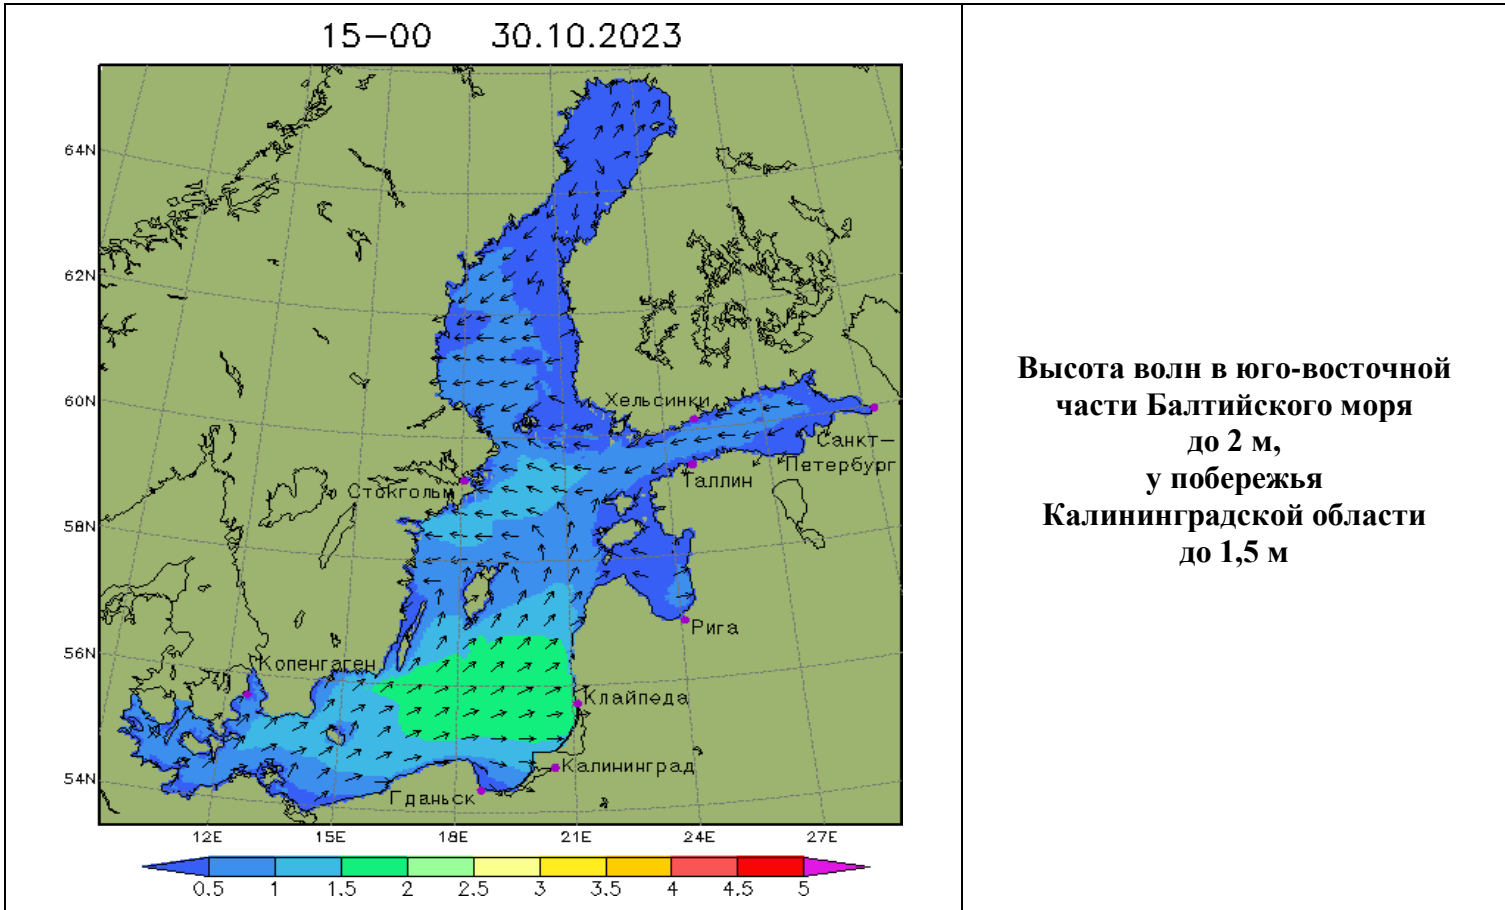 15-00 30.10.2023
64N
62N
60N
58N
56N
54N
Хельсинки
Санкт-
Петербург
Таллин
Стокгольм
Рига
Копенгаген
Клайпеда
Калининград
Гданьск
12E 15E 18E 21E 24E 27E
0.5 1 1.5 2 2.5 3 3.5 4 4.5 5
Высота волн в юго-восточной
части Балтийского моря
до 2 м,
у побережья
Калининградской области
до 1,5 м